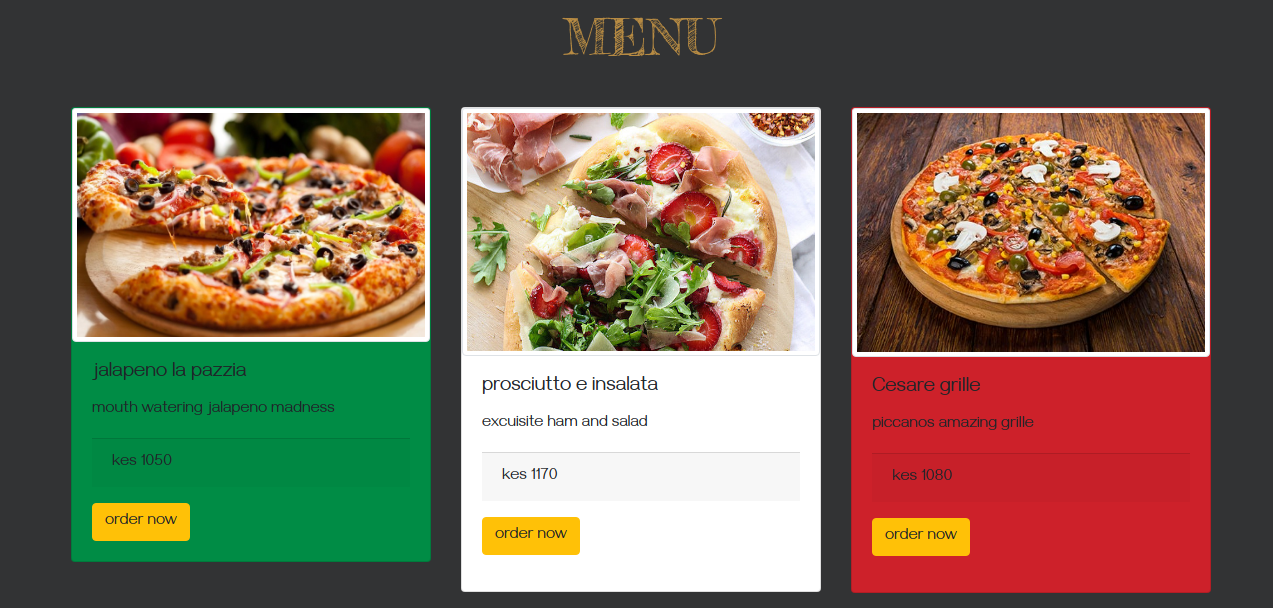 MENU
jalapeno la pazzia
mouth watering jalapeno madness
kes 1050
order now
prosciutto e insalata
excuisite ham and salad
kes 1170
order now
Cesare grille
piccanos amazing grille
kes 1080
order now